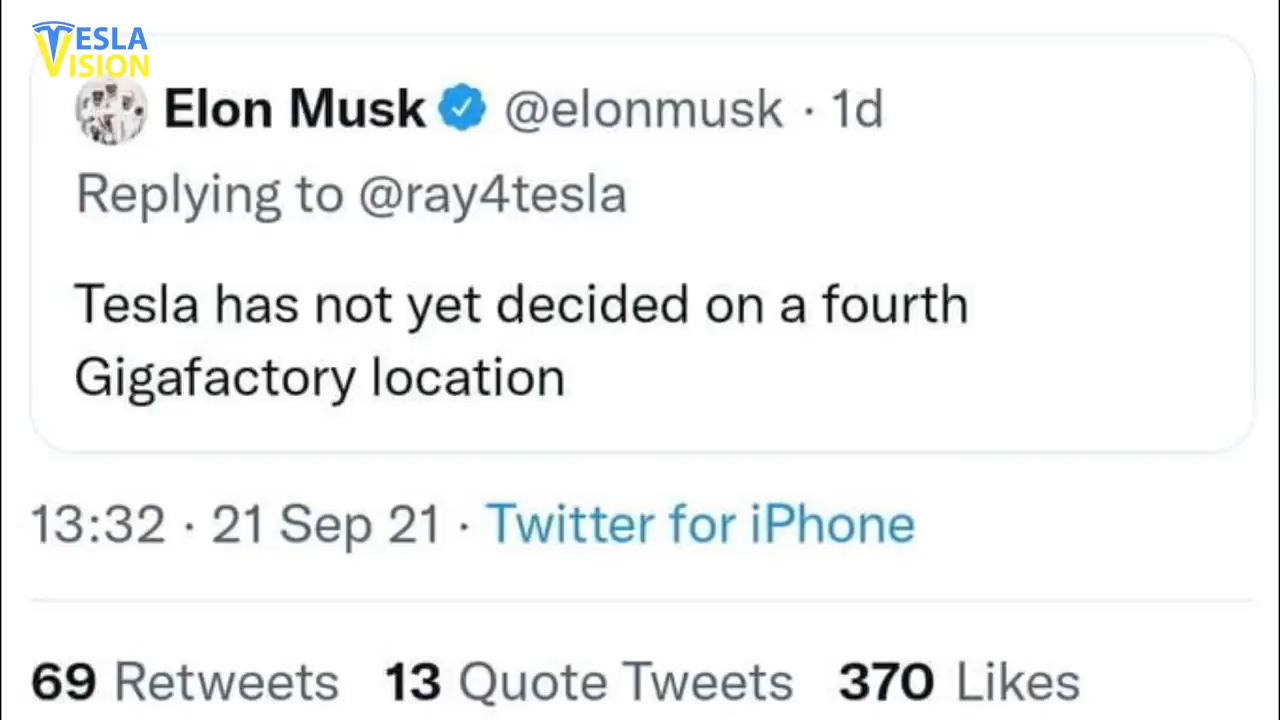 TESLA
VISION
Elon Musk @elonmusk · 1d
Replying to @ray4tesla
Tesla has not yet decided on a fourth
Gigafactory location
13:32 · 21 Sep 21 · Twitter for iPhone
69 Retweets 13 Quote Tweets 370 Likes